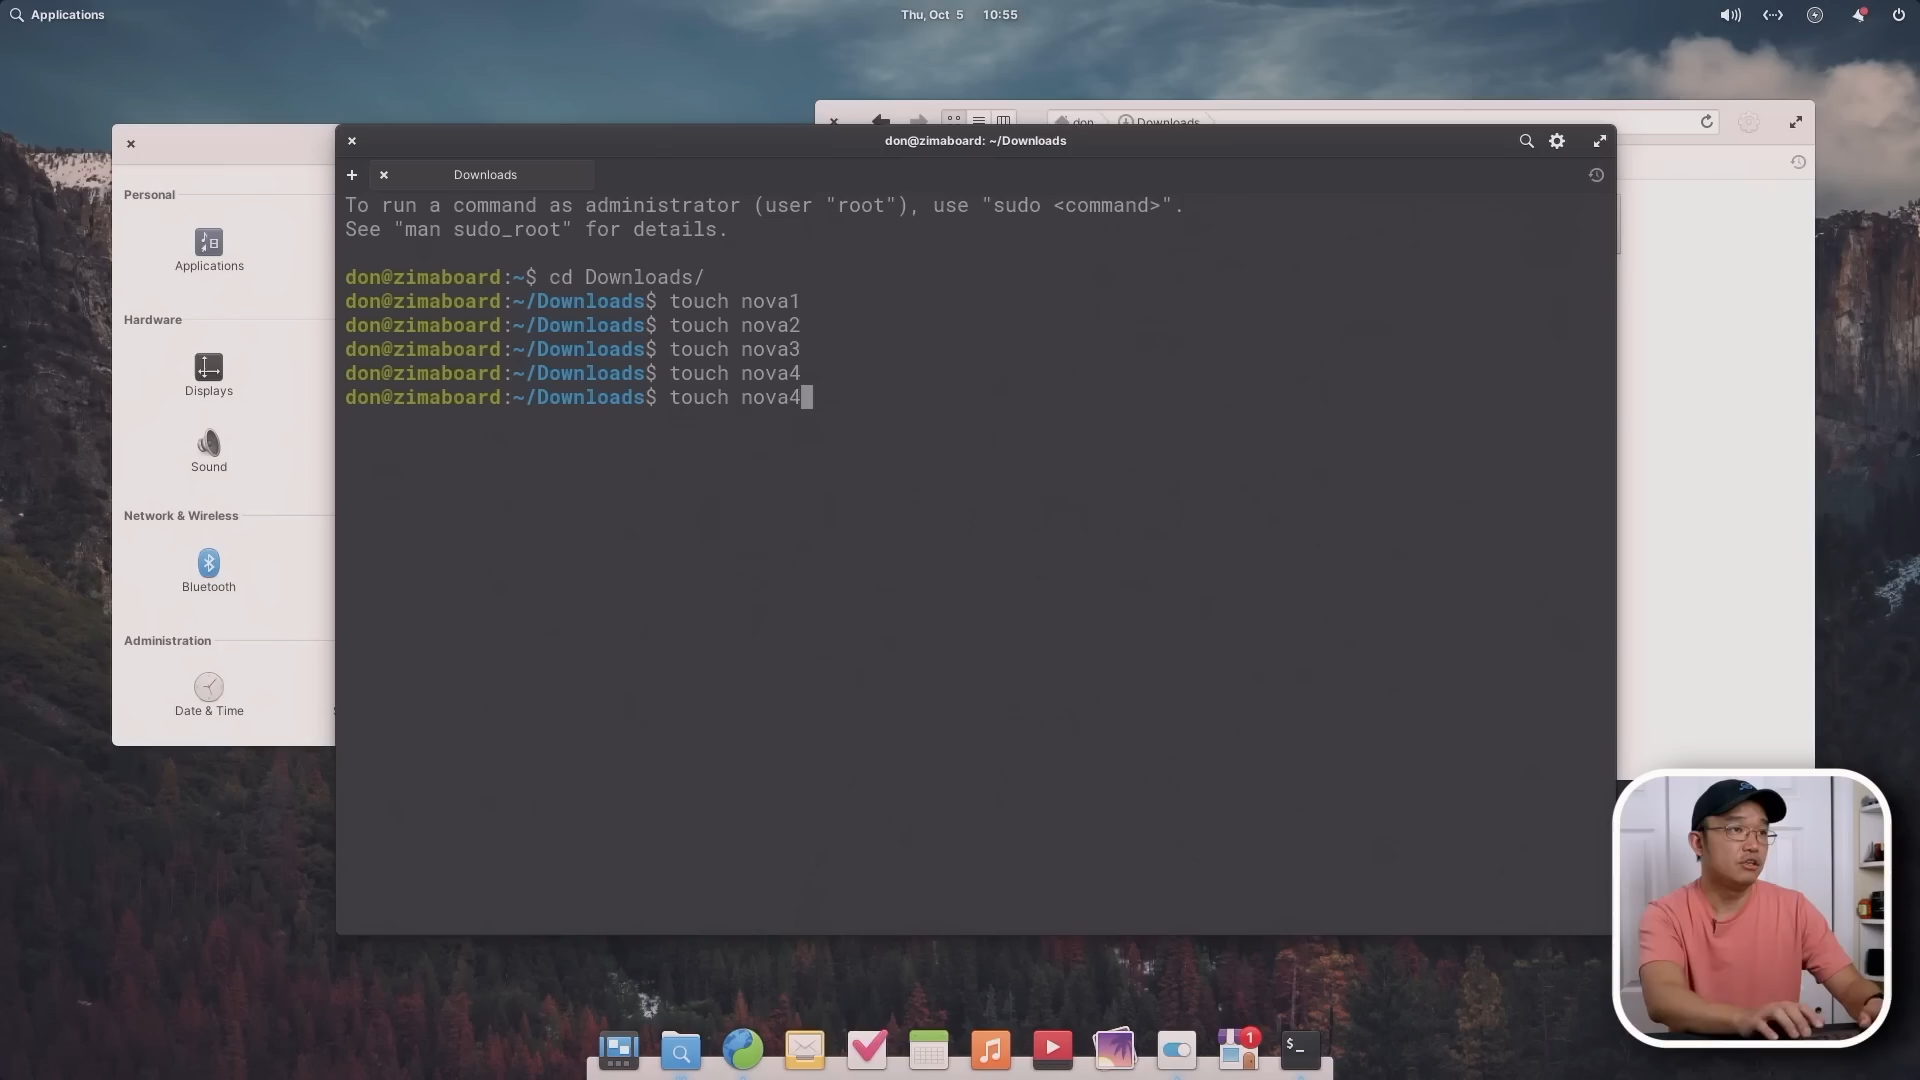 Applications
Thu, Oct 5 10:55
don
Downloads
don@zimaboard: ~/Downloads
Downloads
To run a command as administrator (user "root"), use "sudo <command>".
See "man sudo_root" for details.
don@zimaboard:~$ cd Downloads/
don@zimaboard:~/Downloads$ touch nova1
don@zimaboard:~/Downloads$ touch nova2
don@zimaboard:~/Downloads$ touch nova3
don@zimaboard:~/Downloads$ touch nova4
don@zimaboard:~/Downloads$ touch nova4
Personal
Applications
Hardware
Displays
Sound
Network & Wireless
Bluetooth
Administration
Date & Time
1
$_